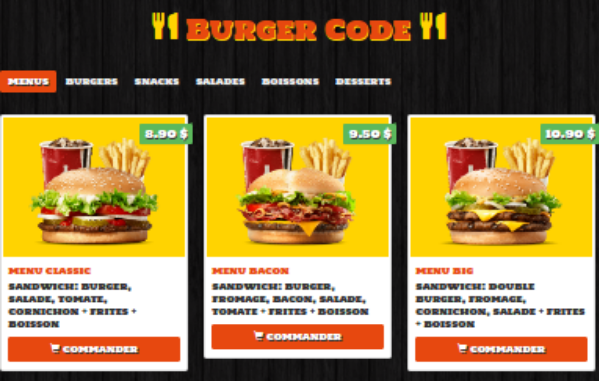 BURGER CODE
MENUS BURGERS SNACKS SALADES BOISSONS DESSERTS
8.90 $
9.50 $
10.90 $
MENU CLASSIC
SANDWICH: BURGER,
SALADE, TOMATE,
CORNICHON + FRITES +
BOISSON
COMMANDER
MENU BACON
SANDWICH: BURGER,
FROMAGE, BACON, SALADE,
TOMATE + FRITES + BOISSON
COMMANDER
MENU BIG
SANDWICH: DOUBLE
BURGER, FROMAGE,
CORNICHON, SALADE + FRITES
+ BOISSON
COMMANDER